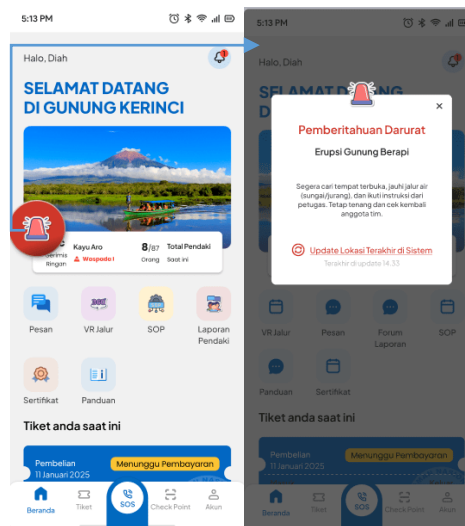 5:13 PM
Halo, Diah
SELAMAT DATANG
DI GUNUNG KERINCI
Kayu Aro
8/87
Total Pendaki
Gerimis
Ringan
Waspada !
Orang
Saat ini
Pesan
VR Jalur
SOP
Laporan
Pendaki
Sertifikat
Panduan
Tiket anda saat ini
Pembelian
11 Januari 2025
Menunggu Pembayaran
Beranda
Tiket
SOS
Check Point
Akun
5:13 PM
Halo, Diah
SELAMAT DATANG
Pemberitahuan Darurat
Erupsi Gunung Berapi
Segera cari tempat terbuka, jauhi jalur air
(sungai/jurang), dan ikuti instruksi dari
petugas. Tetap tenang dan cek kembali
anggota tim.
Update Lokasi Terakhir di Sistem
Terakhir di update 14.33
VR Jalur
Pesan
Forum
Laporan
SOP
Panduan
Sertifikat
Tiket anda saat ini
Pembelian
11 Januari 2025
Menunggu Pembayaran
Beranda
Tiket
SOS
Check Point
Akun